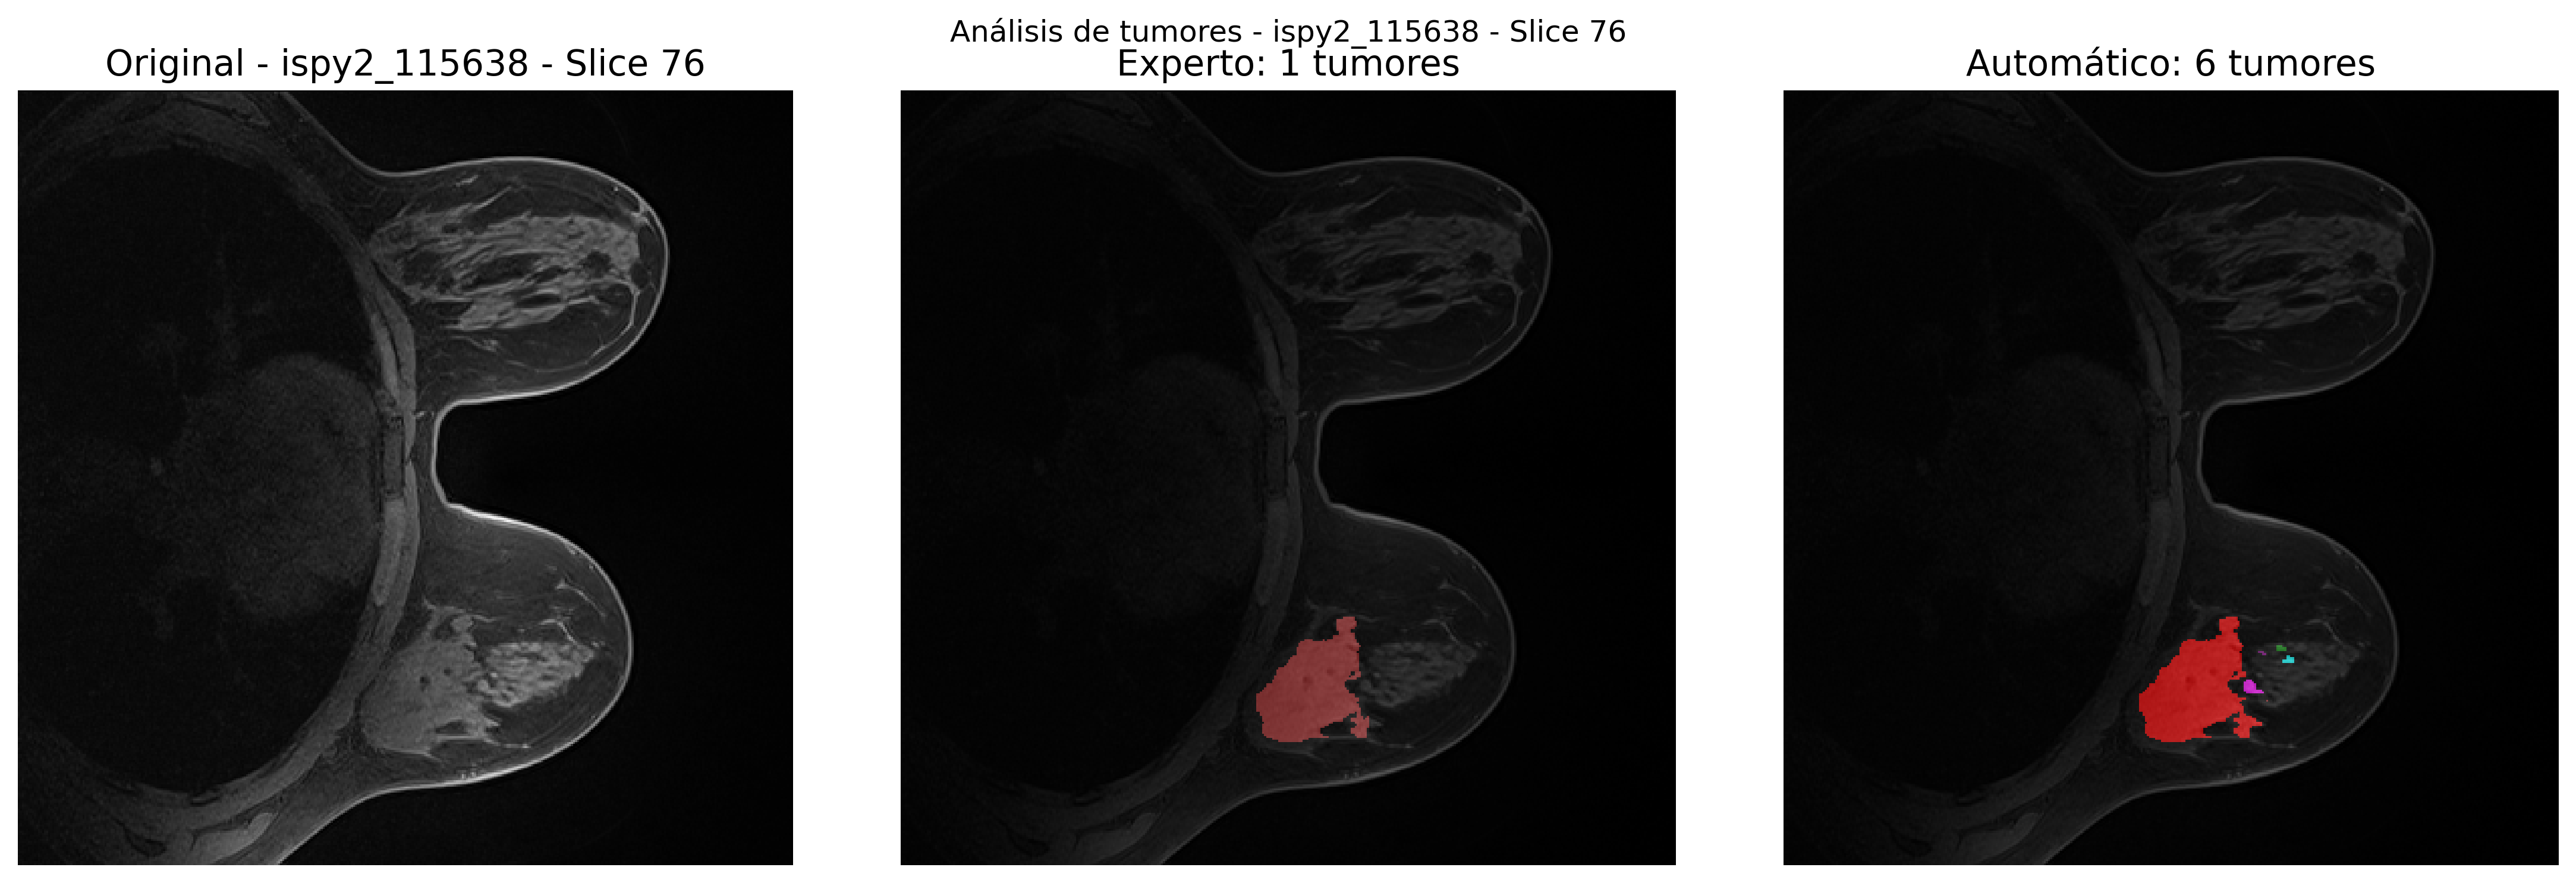 Análisis de tumores - ispy2_115638 - Slice 76
Original - ispy2_115638 - Slice 76
Experto: 1 tumores
Automático: 6 tumores